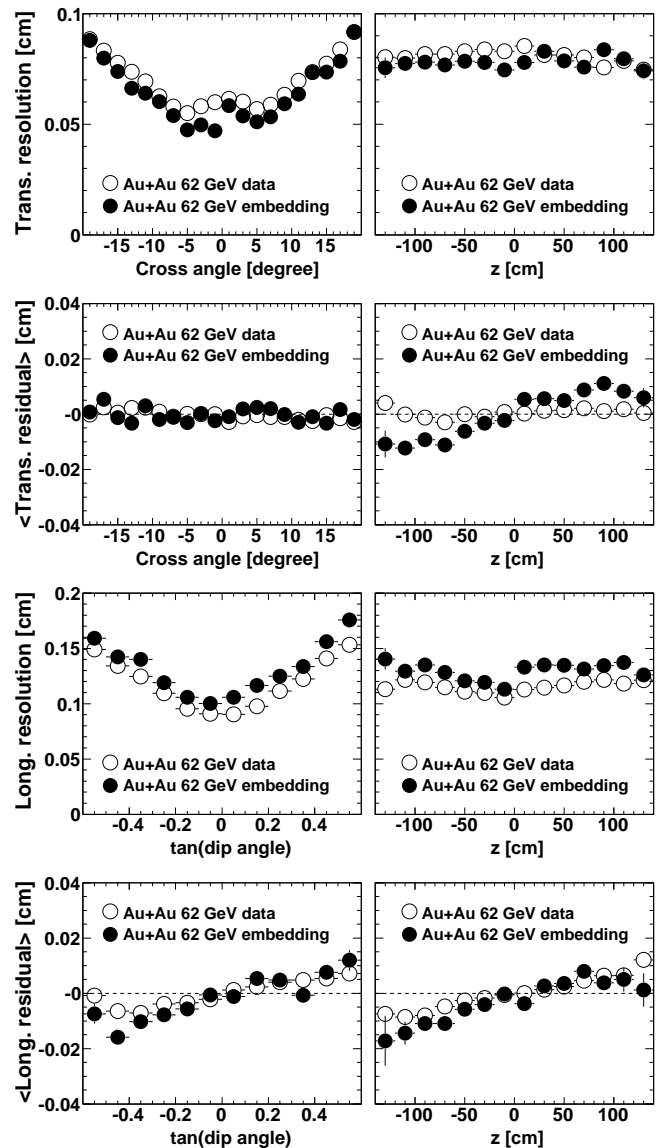 Trans. resolution [cm]
0.1
0.05
0
Au+Au 62 GeV data
Au+Au 62 GeV embedding
-15 -10 -5 0 5 10 15
Cross angle [degree]
Au+Au 62 GeV data
Au+Au 62 GeV embedding
-100 -50 0 50 100
z [cm]
<Trans. residual> [cm]
0.04
0.02
-0
-0.02
-0.04
Au+Au 62 GeV data
Au+Au 62 GeV embedding
-15 -10 -5 0 5 10 15
Cross angle [degree]
Au+Au 62 GeV data
Au+Au 62 GeV embedding
-100 -50 0 50 100
z [cm]
Long. resolution [cm]
0.2
0.15
0.1
0.05
0
Au+Au 62 GeV data
Au+Au 62 GeV embedding
-0.4 -0.2 0 0.2 0.4
tan(dip angle)
Au+Au 62 GeV data
Au+Au 62 GeV embedding
-100 -50 0 50 100
z [cm]
<Long. residual> [cm]
0.04
0.02
-0
-0.02
-0.04
Au+Au 62 GeV data
Au+Au 62 GeV embedding
-0.4 -0.2 0 0.2 0.4
tan(dip angle)
Au+Au 62 GeV data
Au+Au 62 GeV embedding
-100 -50 0 50 100
z [cm]